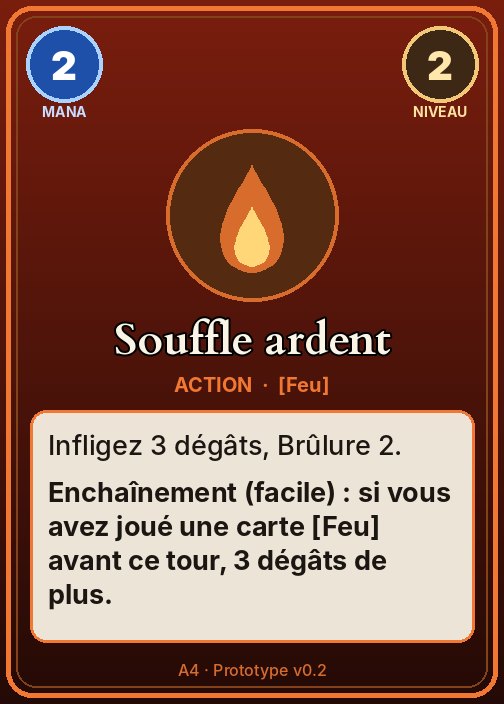 2
2
MANA
NIVEAU
Souffle ardent
ACTION · [Feu]
Infligez 3 dégâts, Brûlure 2.
Enchaînement (facile) : si vous
avez joué une carte [Feu]
avant ce tour, 3 dégâts de
plus.
A4 · Prototype v0.2